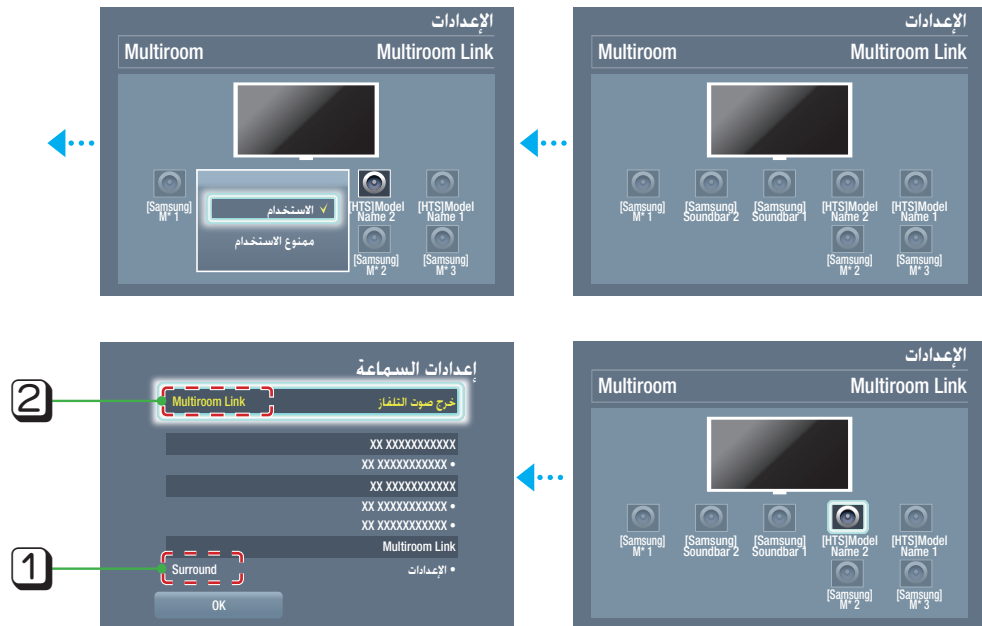 الإعدادات
Multiroom Link
Multiroom
[HTS]Model Name 1
[HTS]Model Name 2
[Samsung] Soundbar 1
[Samsung] Soundbar 2
[Samsung] M* 1
[Samsung] M* 3
[Samsung] M* 2
الإعدادات
Multiroom Link
Multiroom
[HTS]Model Name 1
[HTS]Model Name 2
[Samsung] M* 1
✓ الاستخدام
ممنوع الاستخدام
[Samsung] M* 3
[Samsung] M* 2
الإعدادات
Multiroom Link
Multiroom
[HTS]Model Name 1
[HTS]Model Name 2
[Samsung] Soundbar 1
[Samsung] Soundbar 2
[Samsung] M* 1
[Samsung] M* 3
[Samsung] M* 2
إعدادات السماعة
خرج صوت التلفاز Multiroom Link
2
XX XXXXXXXXXXX
• XX XXXXXXXXXXX
XX XXXXXXXXXXX
• XX XXXXXXXXXXX
• XX XXXXXXXXXXX
Multiroom Link
• الإعدادات Surround
1
OK